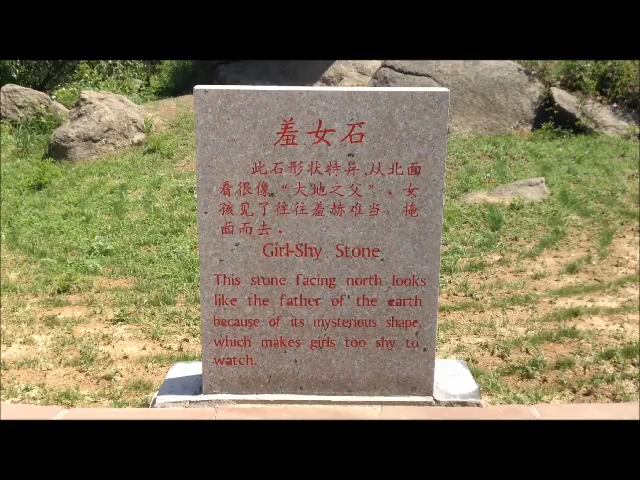 羞女石
此石形状特异，从北面
看很像“大地之父”，女
孩见了往往羞赫难当，掩
面而去。
Girl-Shy Stone
This stone facing north looks
like the father of the earth
because of its mysterious shape,
which makes girls too shy to
watch.